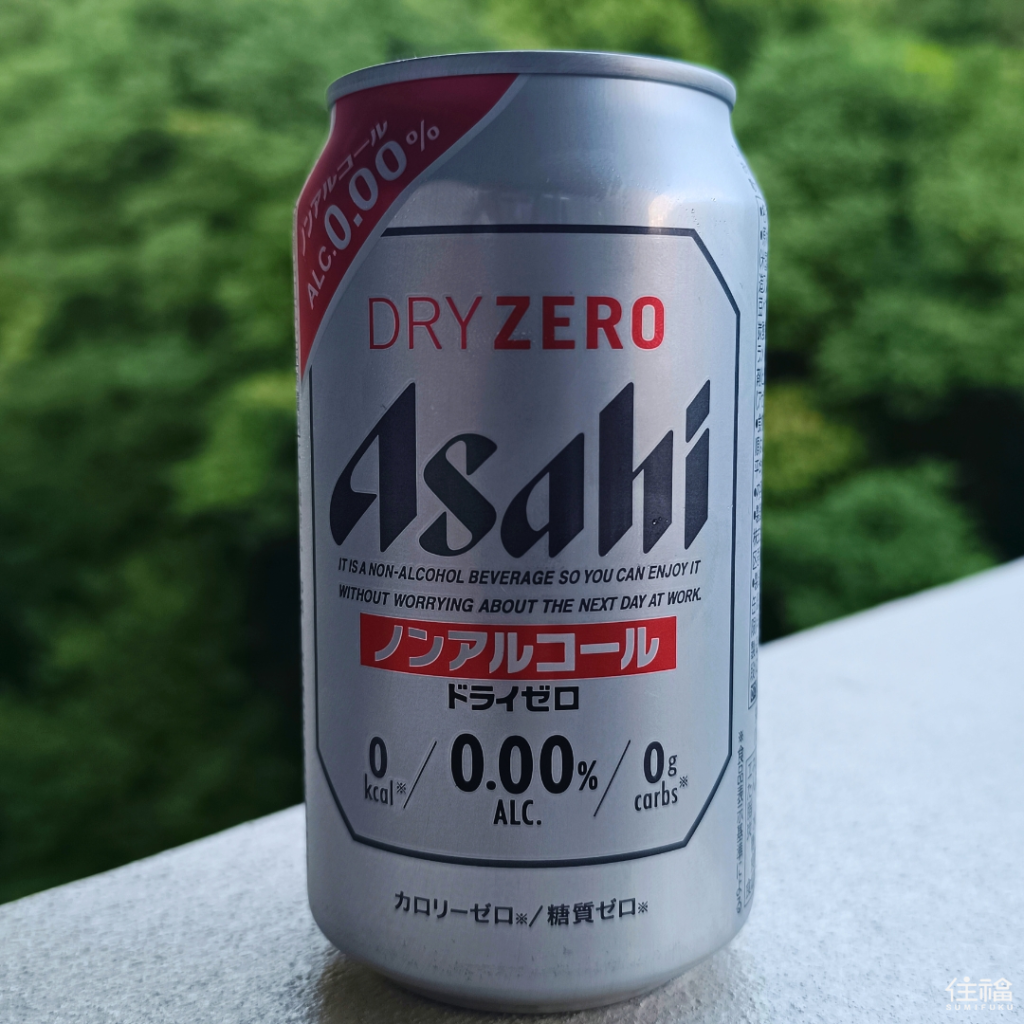 ノンアルコール
ALC.0.00%
DRY ZERO
Asahi
IT IS A NON-ALCOHOL BEVERAGE SO YOU CAN ENJOY IT
WITHOUT WORRYING ABOUT THE NEXT DAY AT WORK.
ノンアルコール
ドライゼロ
0 kcal※ / 0.00% ALC. / 0g carbs※
カロリーゼロ※/糖質ゼロ※
住福
SUMIFUKU